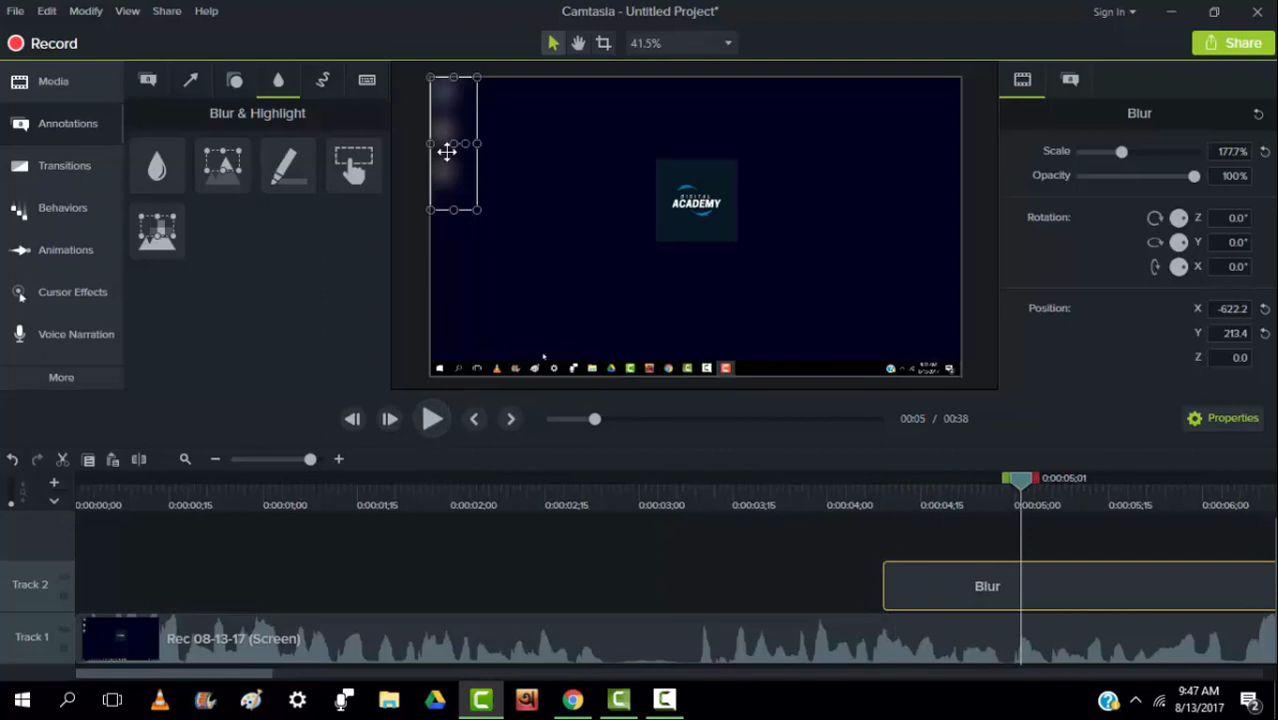 File Edit Modify View Share Help
Camtasia - Untitled Project*
Sign In
Record
41.5%
Share
Media
Annotations
Transitions
Behaviors
Animations
Cursor Effects
Voice Narration
More
Blur & Highlight
DIGITAL
ACADEMY
Blur
Scale 177.7%
Opacity 100%
Rotation: Z 0.0°
Y 0.0°
X 0.0°
Position: X -622.2
Y 213.4
Z 0.0
00:05 / 00:38
Properties
0:00:05;01
0:00:00;00 0:00:00;15 0:00:01;00 0:00:01;15 0:00:02;00 0:00:02;15 0:00:03;00 0:00:03;15 0:00:04;00 0:00:04;15 0:00:05;00 0:00:05;15 0:00:06;00
Track 2
Blur
Track 1
Rec 08-13-17 (Screen)
9:47 AM
8/13/2017
2